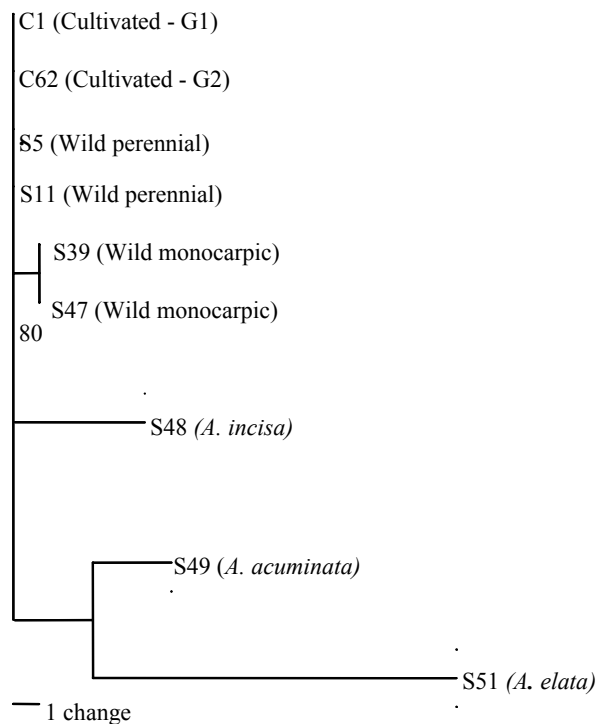 C1 (Cultivated - G1)
C62 (Cultivated - G2)
S5 (Wild perennial)
S11 (Wild perennial)
S39 (Wild monocarpic)
S47 (Wild monocarpic)
80
S48 (A. incisa)
S49 (A. acuminata)
S51 (A. elata)
1 change